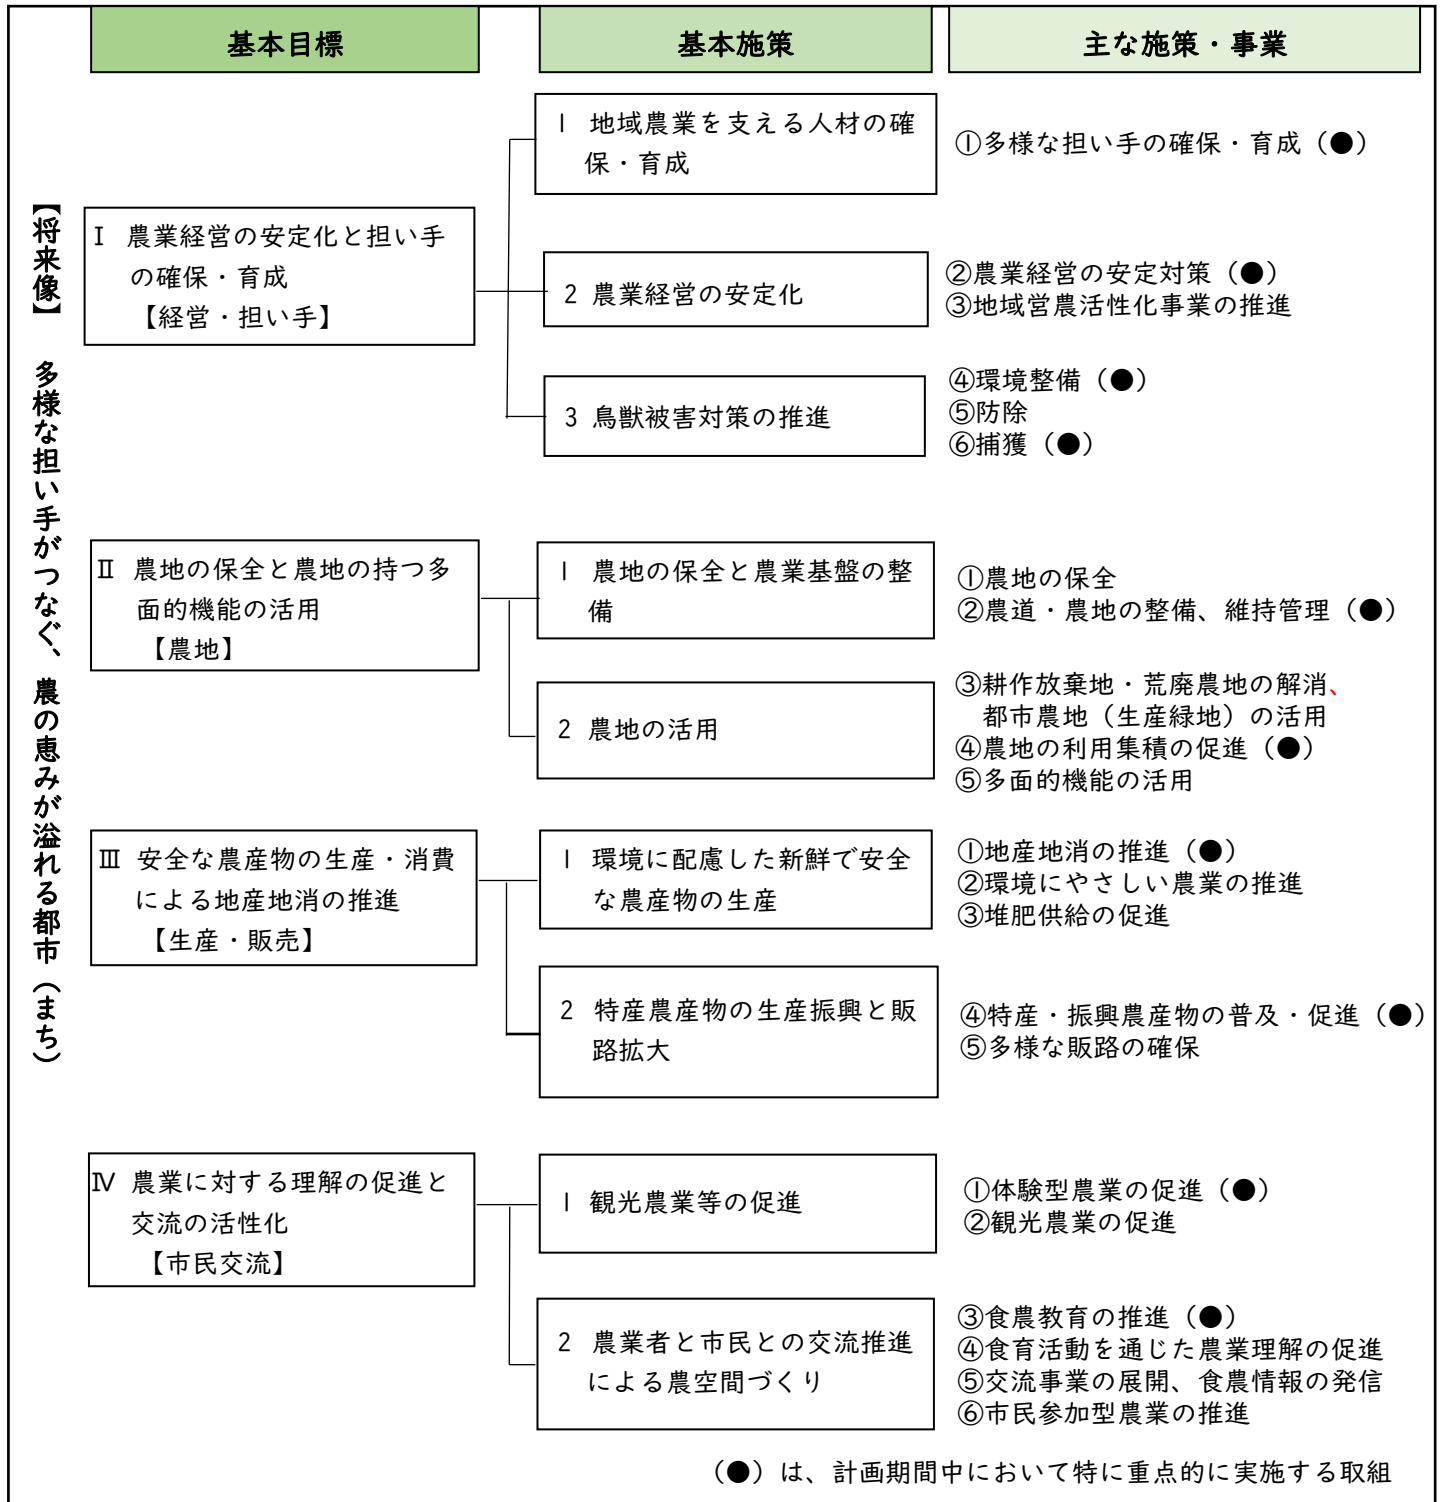 基本目標
基本施策
主な施策・事業
【将来像】　多様な担い手がつなぐ、農の恵みが溢れる都市（まち）
Ⅰ 農業経営の安定化と担い手
の確保・育成
【経営・担い手】
1 地域農業を支える人材の確
保・育成
①多様な担い手の確保・育成（●）
2 農業経営の安定化
②農業経営の安定対策（●）
③地域営農活性化事業の推進
3 鳥獣被害対策の推進
④環境整備（●）
⑤防除
⑥捕獲（●）
Ⅱ 農地の保全と農地の持つ多
面的機能の活用
【農地】
1 農地の保全と農業基盤の整
備
①農地の保全
②農道・農地の整備、維持管理（●）
2 農地の活用
③耕作放棄地・荒廃農地の解消、
都市農地（生産緑地）の活用
④農地の利用集積の促進（●）
⑤多面的機能の活用
Ⅲ 安全な農産物の生産・消費
による地産地消の推進
【生産・販売】
1 環境に配慮した新鮮で安全
な農産物の生産
①地産地消の推進（●）
②環境にやさしい農業の推進
③堆肥供給の促進
2 特産農産物の生産振興と販
路拡大
④特産・振興農産物の普及・促進（●）
⑤多様な販路の確保
Ⅳ 農業に対する理解の促進と
交流の活性化
【市民交流】
1 観光農業等の促進
①体験型農業の促進（●）
②観光農業の促進
2 農業者と市民との交流推進
による農空間づくり
③食農教育の推進（●）
④食育活動を通じた農業理解の促進
⑤交流事業の展開、食農情報の発信
⑥市民参加型農業の推進
（●）は、計画期間中において特に重点的に実施する取組